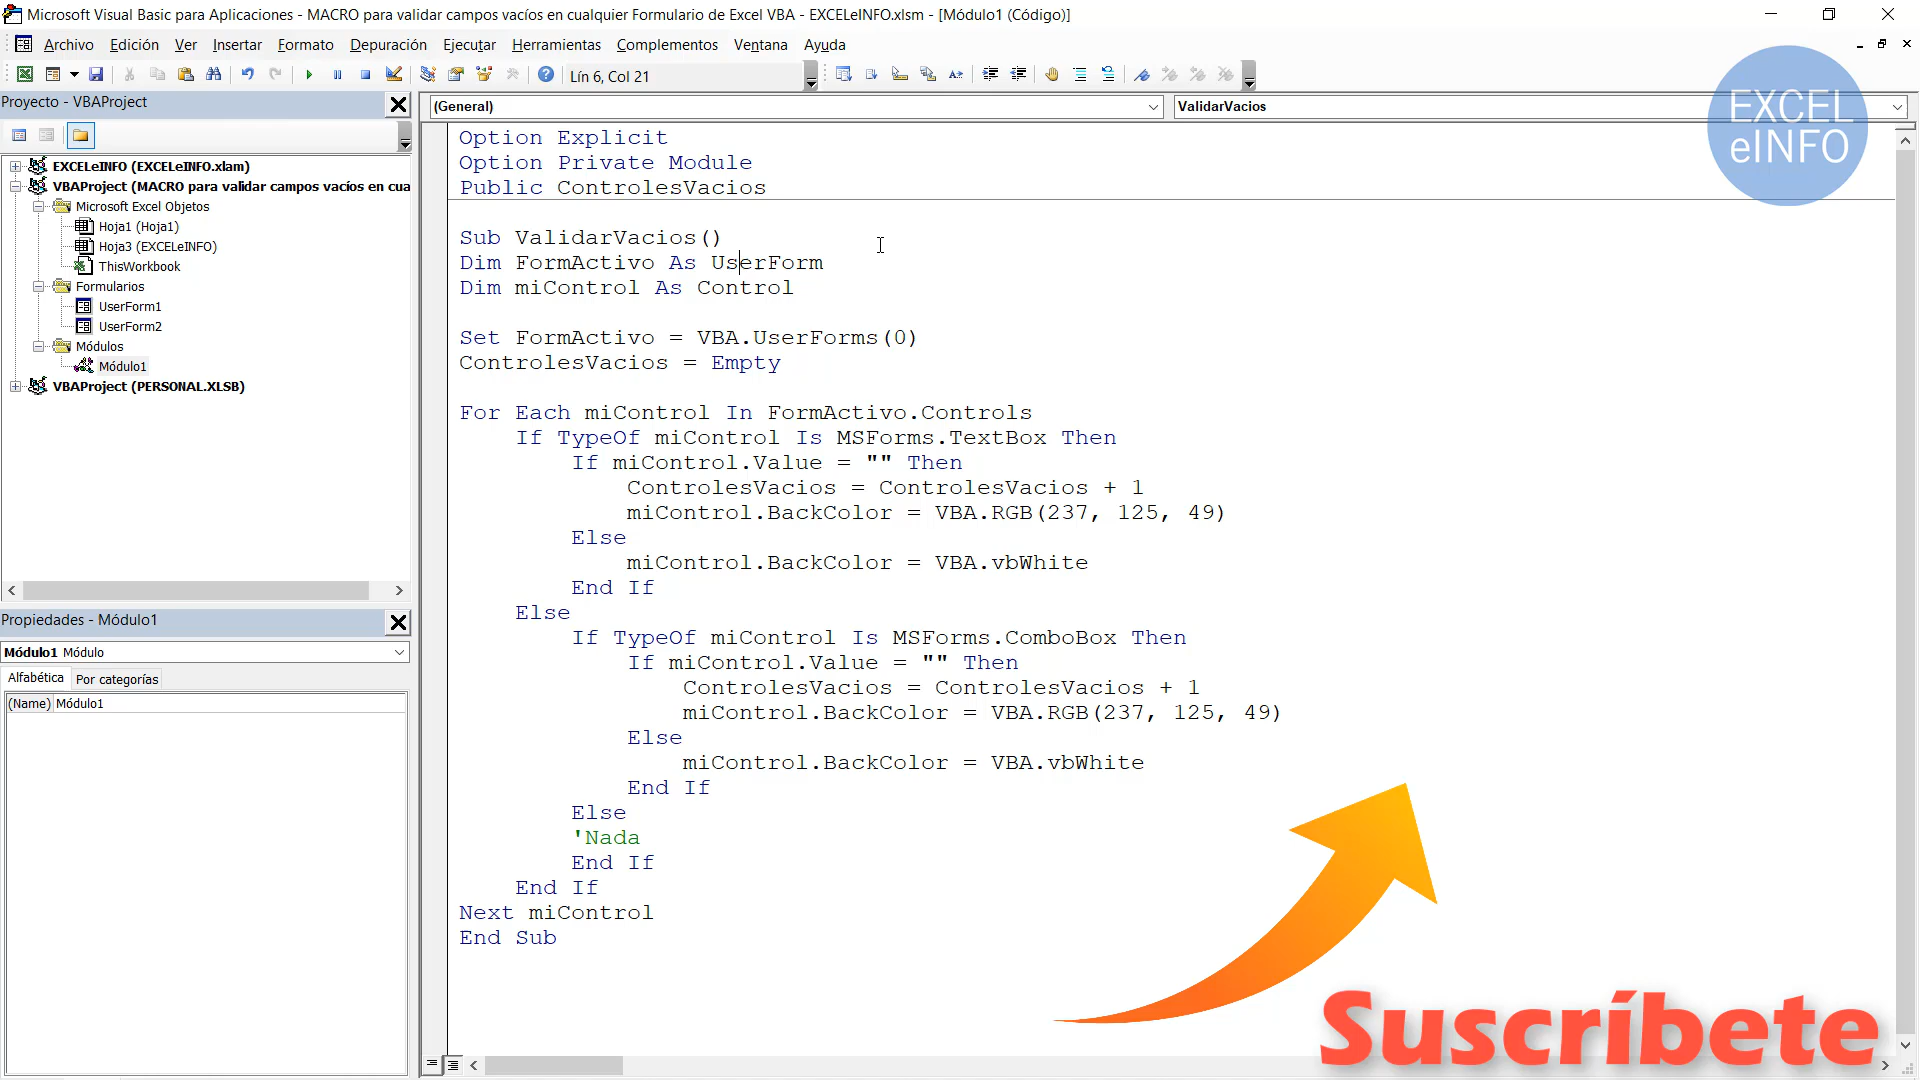 Microsoft Visual Basic para Aplicaciones - MACRO para validar campos vacíos en cualquier Formulario de Excel VBA - EXCELeINFO.xlsm - [Módulo1 (Código)]
Archivo Edición Ver Insertar Formato Depuración Ejecutar Herramientas Complementos Ventana Ayuda
Lín 6, Col 21
Proyecto - VBAProject
EXCELeINFO (EXCELeINFO.xlam)
VBAProject (MACRO para validar campos vacíos en cua
Microsoft Excel Objetos
Hoja1 (Hoja1)
Hoja3 (EXCELeINFO)
ThisWorkbook
Formularios
UserForm1
UserForm2
Módulos
Módulo1
VBAProject (PERSONAL.XLSB)
Propiedades - Módulo1
Módulo1 Módulo
Alfabética Por categorías
(Name) Módulo1
(General) ValidarVacios
Option Explicit
Option Private Module
Public ControlesVacios
Sub ValidarVacios()
Dim FormActivo As UserForm
Dim miControl As Control
Set FormActivo = VBA.UserForms(0)
ControlesVacios = Empty
For Each miControl In FormActivo.Controls
If TypeOf miControl Is MSForms.TextBox Then
If miControl.Value = "" Then
ControlesVacios = ControlesVacios + 1
miControl.BackColor = VBA.RGB(237, 125, 49)
Else
miControl.BackColor = VBA.vbWhite
End If
Else
If TypeOf miControl Is MSForms.ComboBox Then
If miControl.Value = "" Then
ControlesVacios = ControlesVacios + 1
miControl.BackColor = VBA.RGB(237, 125, 49)
Else
miControl.BackColor = VBA.vbWhite
End If
Else
'Nada
End If
End If
Next miControl
End Sub
EXCEL
eINFO
Suscríbete